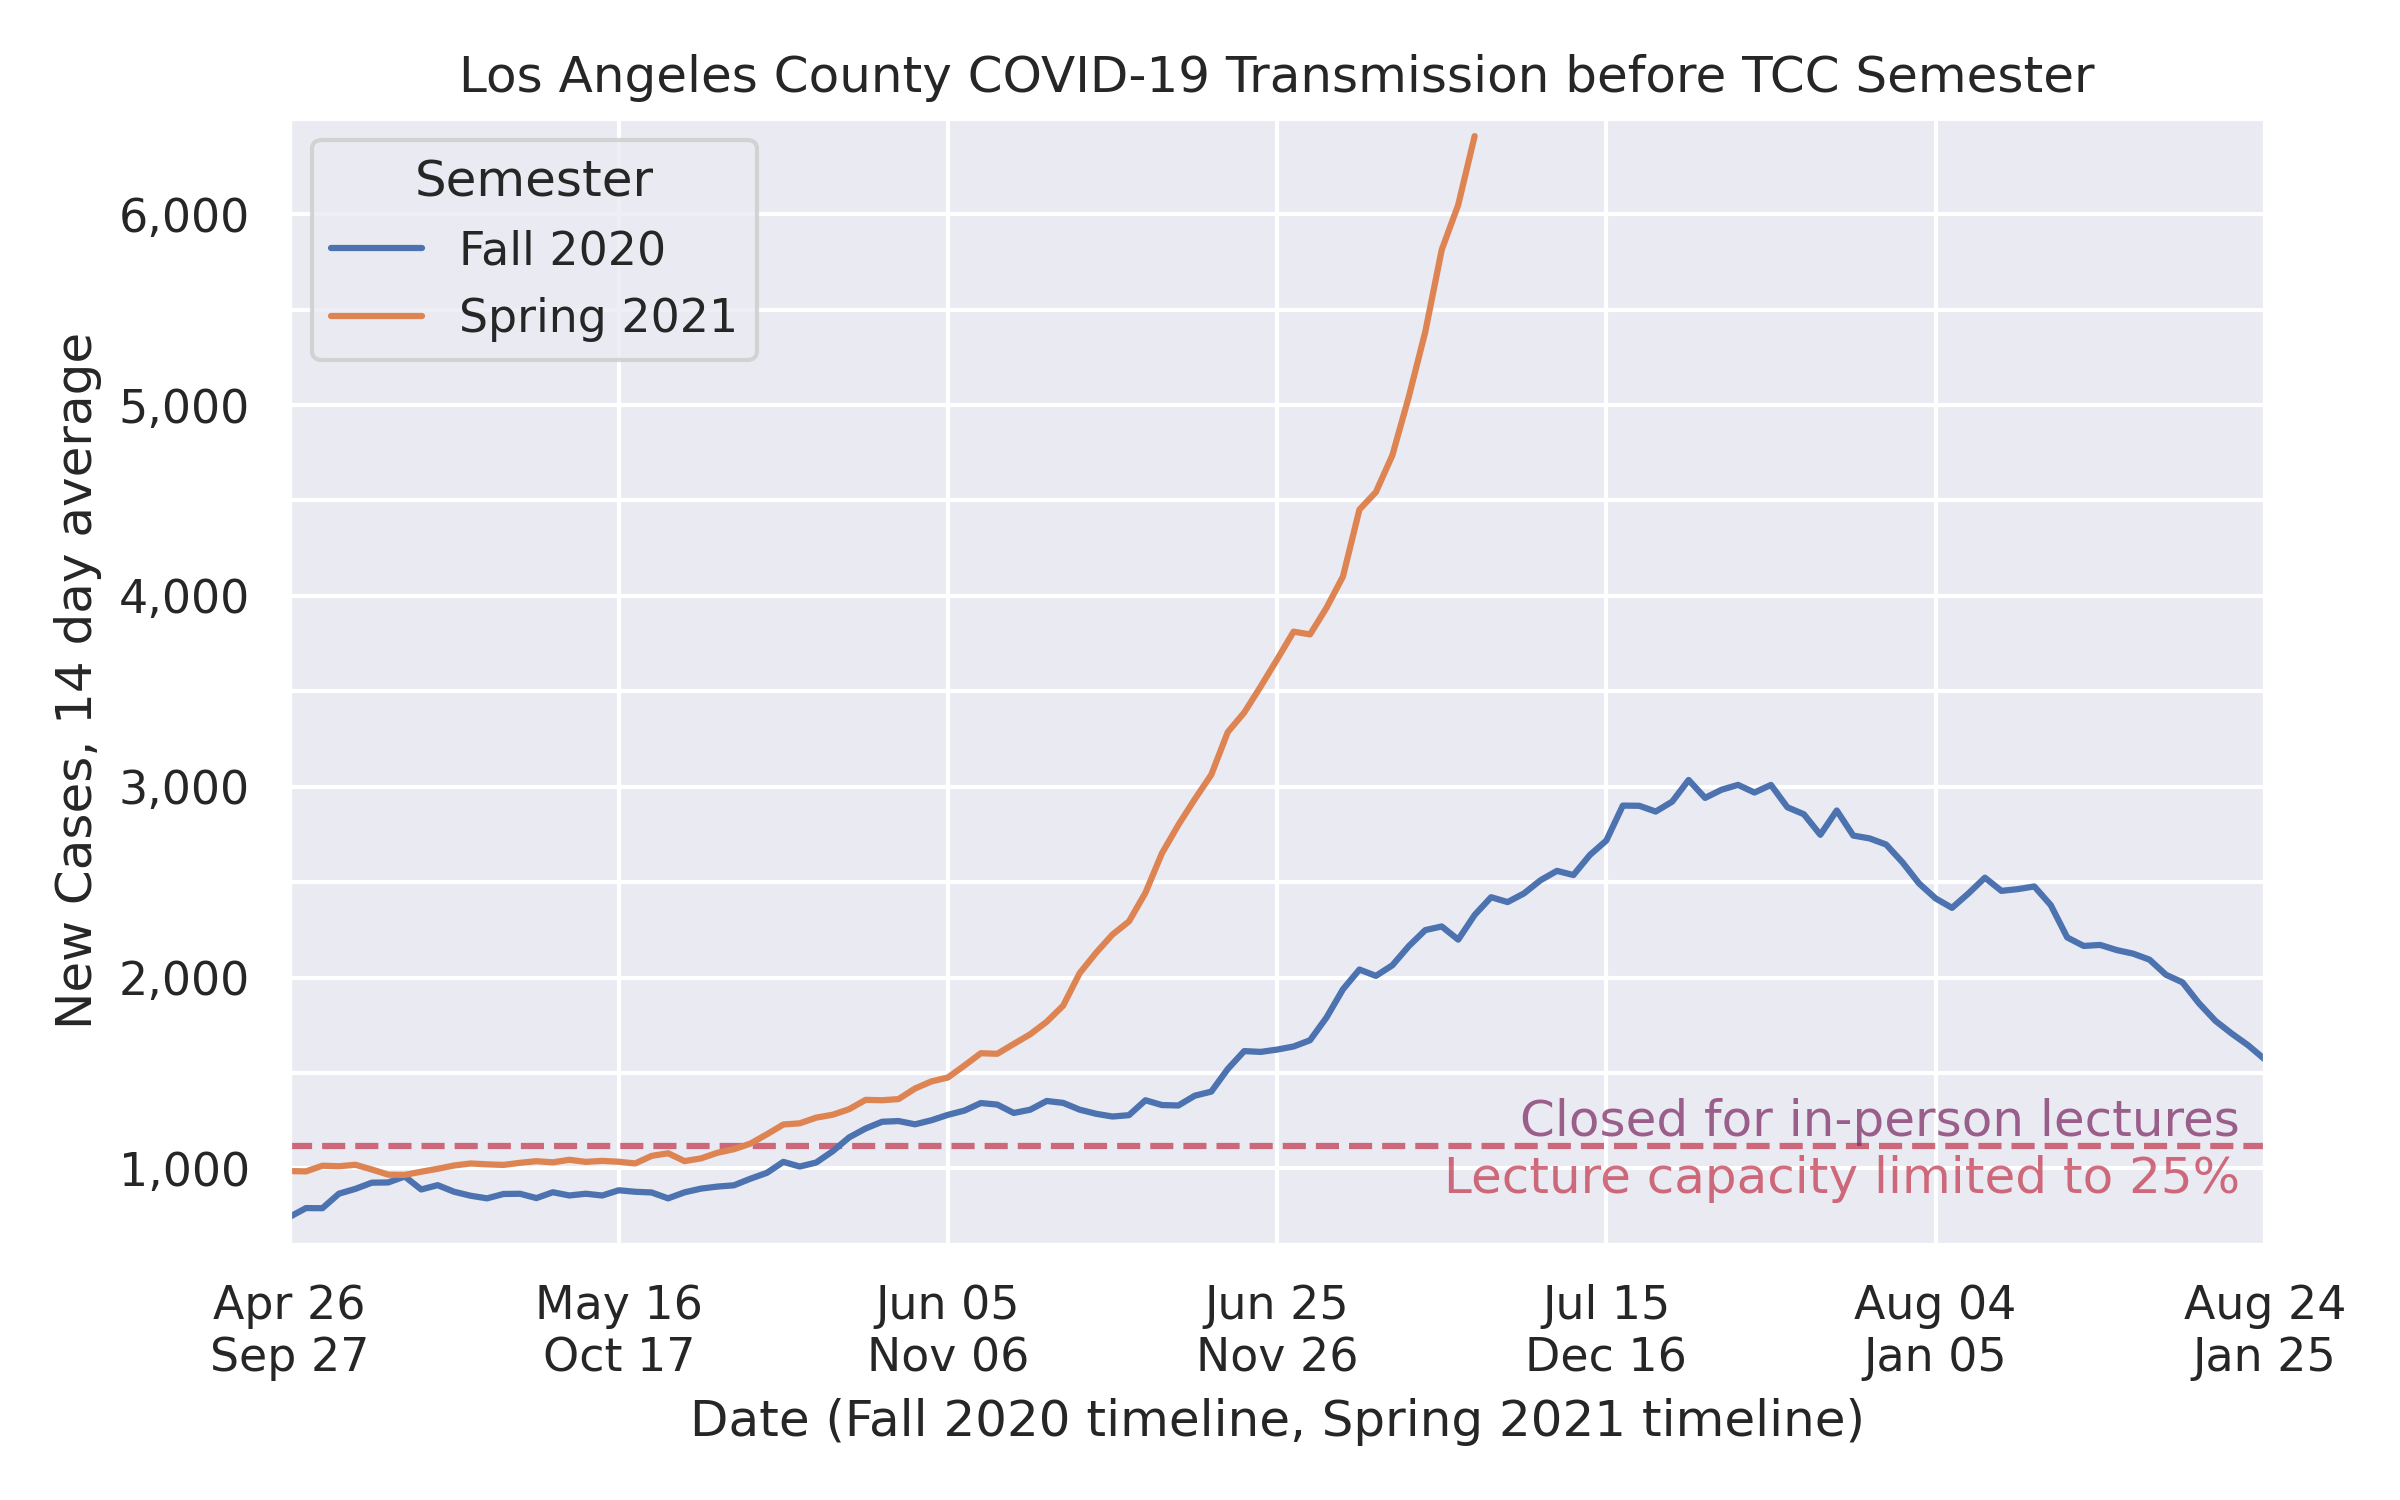 Los Angeles County COVID-19 Transmission before TCC Semester
Semester
Fall 2020
Spring 2021
New Cases, 14 day average
6,000
5,000
4,000
3,000
2,000
1,000
Closed for in-person lectures
Lecture capacity limited to 25%
Apr 26 May 16 Jun 05 Jun 25 Jul 15 Aug 04 Aug 24
Sep 27 Oct 17 Nov 06 Nov 26 Dec 16 Jan 05 Jan 25
Date (Fall 2020 timeline, Spring 2021 timeline)